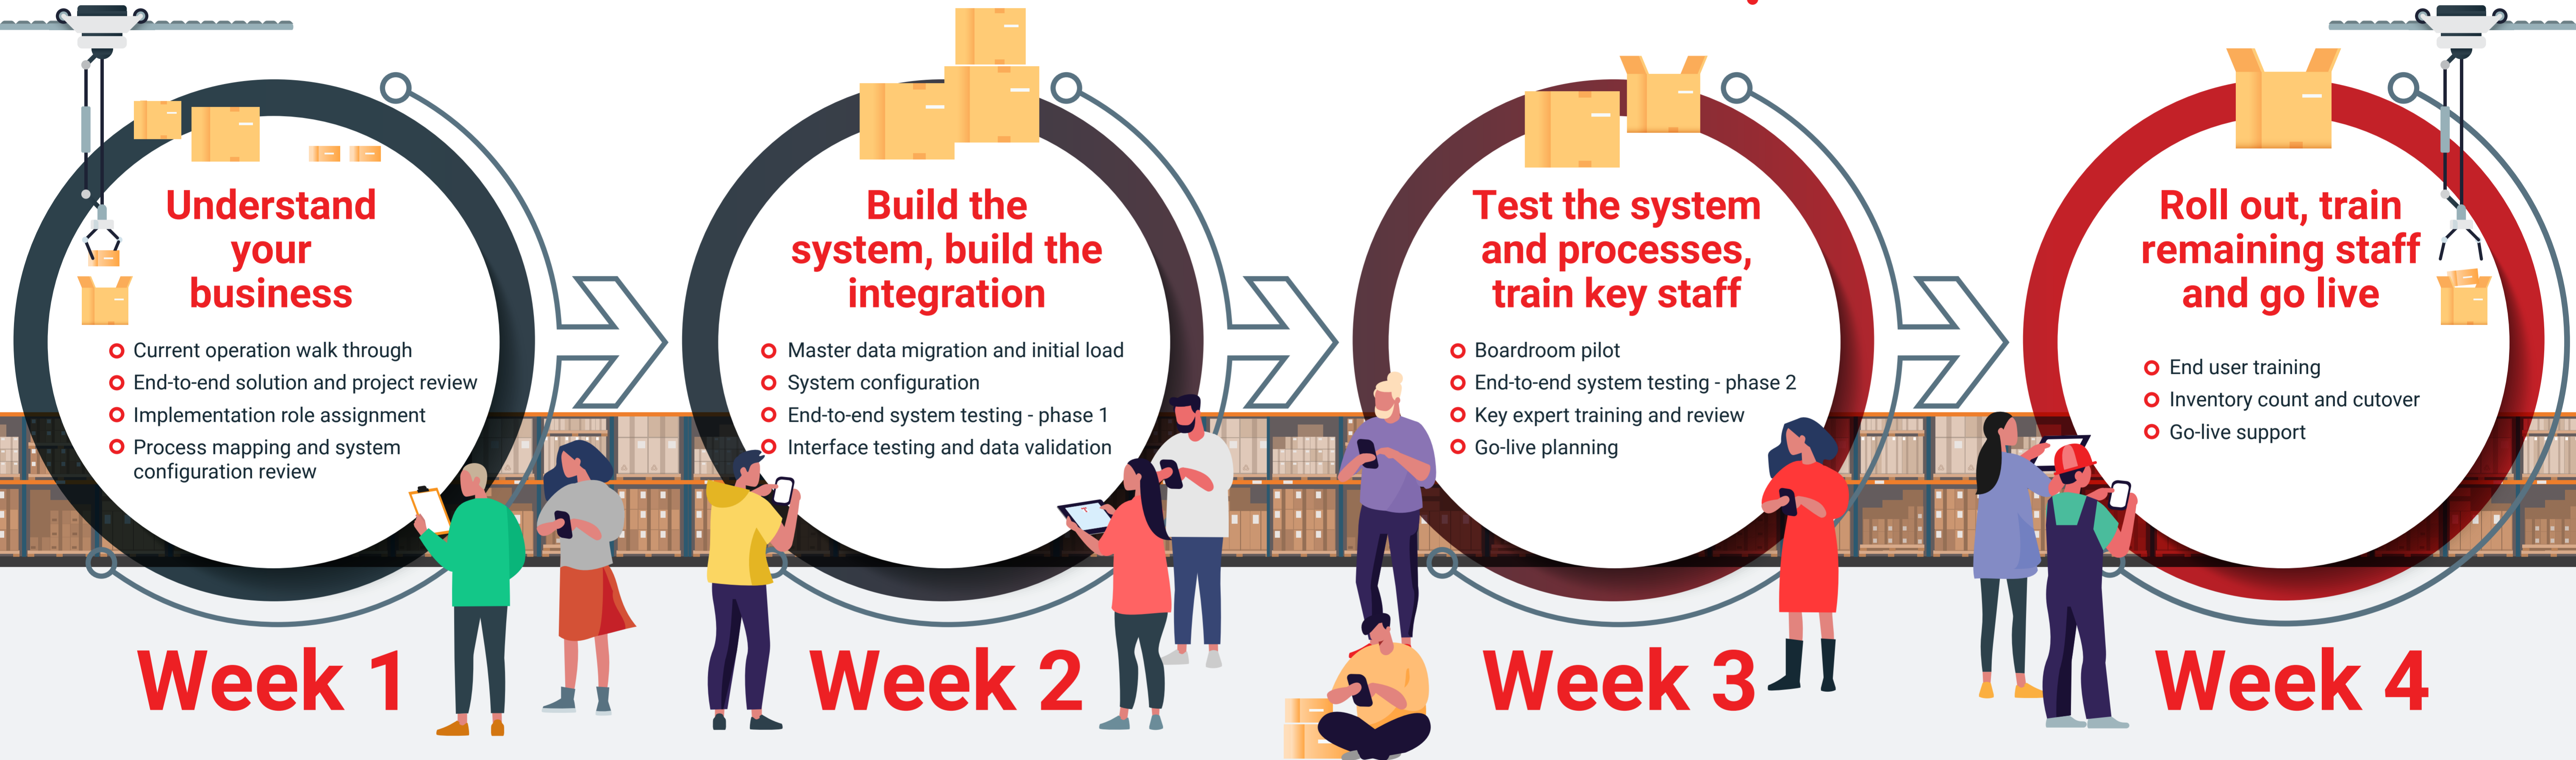 Understand
your
business
Current operation walk through
End-to-end solution and project review
Implementation role assignment
Process mapping and system
configuration review
Week 1
Build the
system, build the
integration
Master data migration and initial load
System configuration
End-to-end system testing - phase 1
Interface testing and data validation
Week 2
Test the system
and processes,
train key staff
Boardroom pilot
End-to-end system testing - phase 2
Key expert training and review
Go-live planning
Week 3
Roll out, train
remaining staff
and go live
End user training
Inventory count and cutover
Go-live support
Week 4